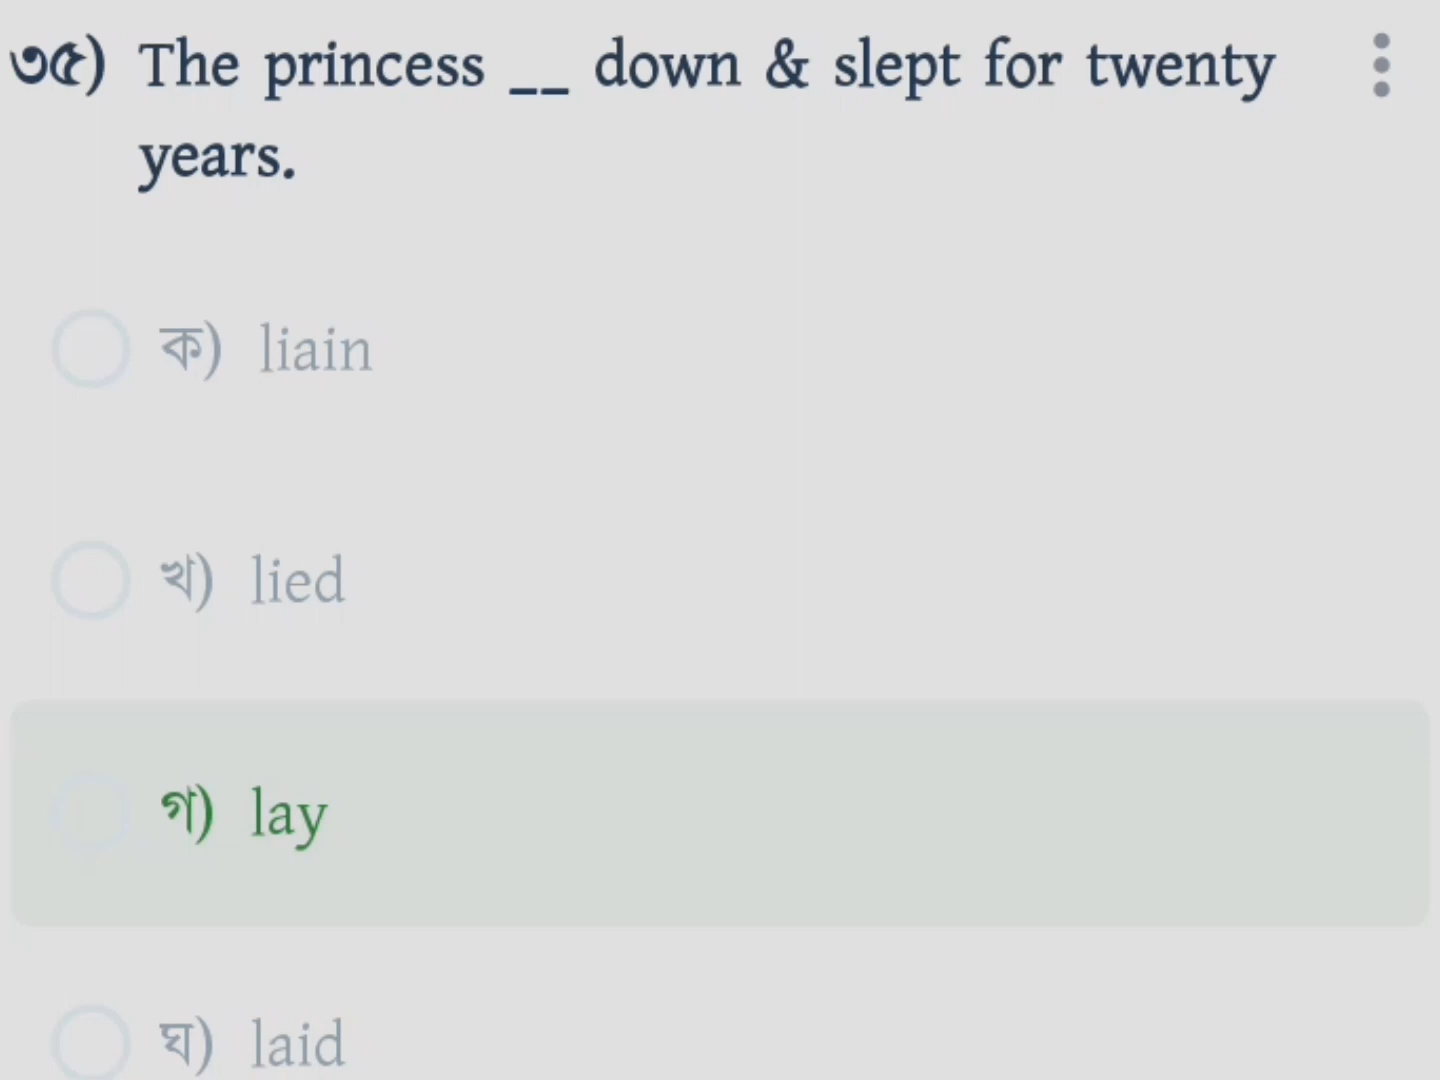 ৩৫) The princess __ down & slept for twenty
years.
ক) liain
খ) lied
গ) lay
ঘ) laid